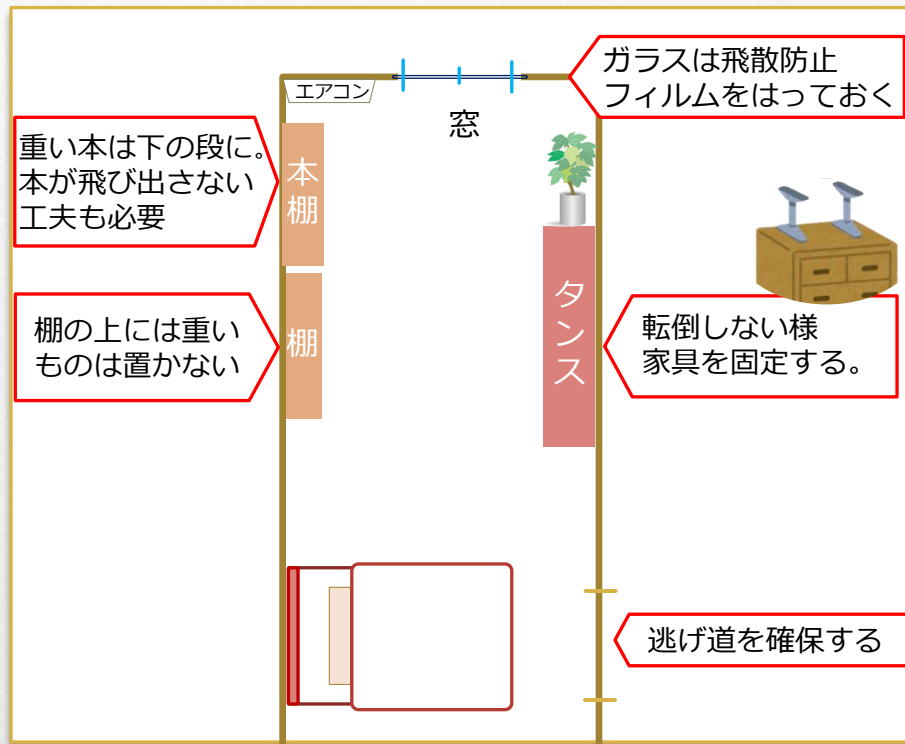 ガラスは飛散防止
フィルムをはっておく
エアコン
窓
重い本は下の段に。
本が飛び出さない
工夫も必要
本棚
棚の上には重い
ものは置かない
棚
タンス
転倒しない様
家具を固定する。
逃げ道を確保する